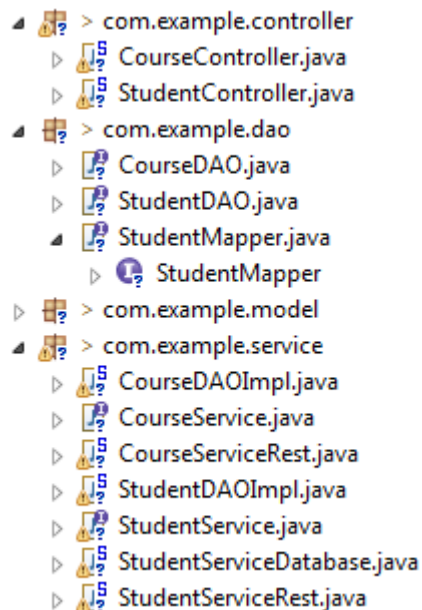 > com.example.controller
CourseController.java
StudentController.java
> com.example.dao
CourseDAO.java
StudentDAO.java
StudentMapper.java
StudentMapper
> com.example.model
> com.example.service
CourseDAOImpl.java
CourseService.java
CourseServiceRest.java
StudentDAOImpl.java
StudentService.java
StudentServiceDatabase.java
StudentServiceRest.java